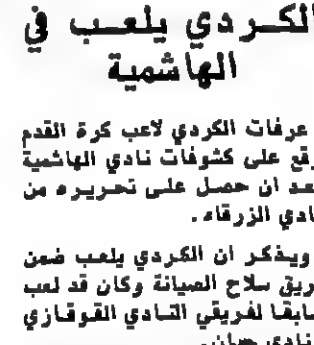 الكردي يلعب في
الهاشمية
عرفات الكردي لاعب كرة القدم
وقع على كشوفات نادي الهاشمية
بعد ان حصل على تحريره من
نادي الزرقاء .
ويذكر ان الكردي يلعب ضمن
فريق سلاح الصيانة وكان قد لعب
سابقا لفريقي النادي القوقازي
نادي